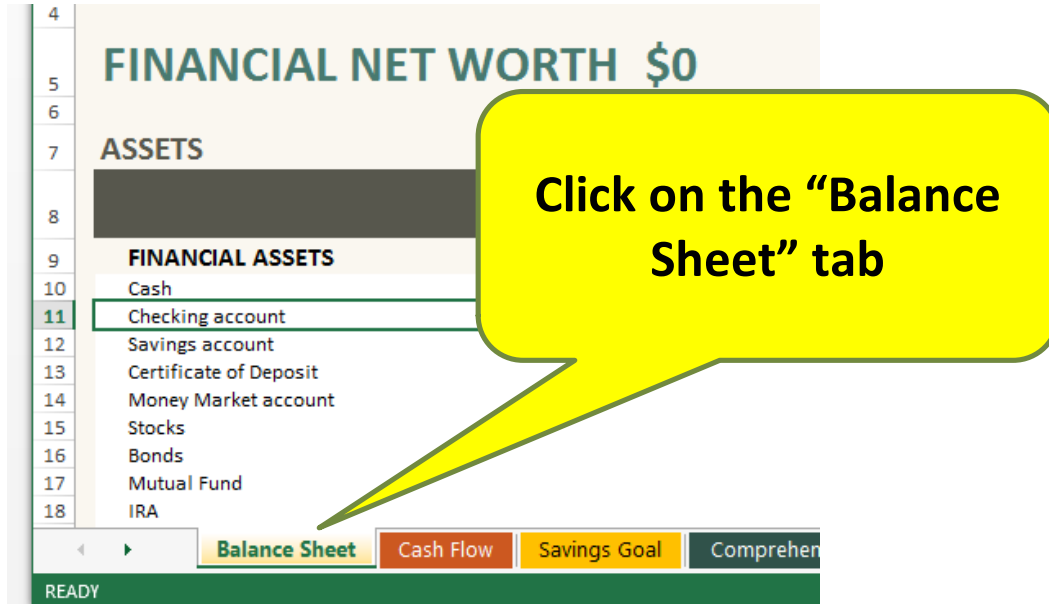 4
5 FINANCIAL NET WORTH $0
6
7 ASSETS
8
9 FINANCIAL ASSETS
10 Cash
11 Checking account
12 Savings account
13 Certificate of Deposit
14 Money Market account
15 Stocks
16 Bonds
17 Mutual Fund
18 IRA
Click on the “Balance
Sheet” tab
Balance Sheet Cash Flow Savings Goal Comprehen
READY